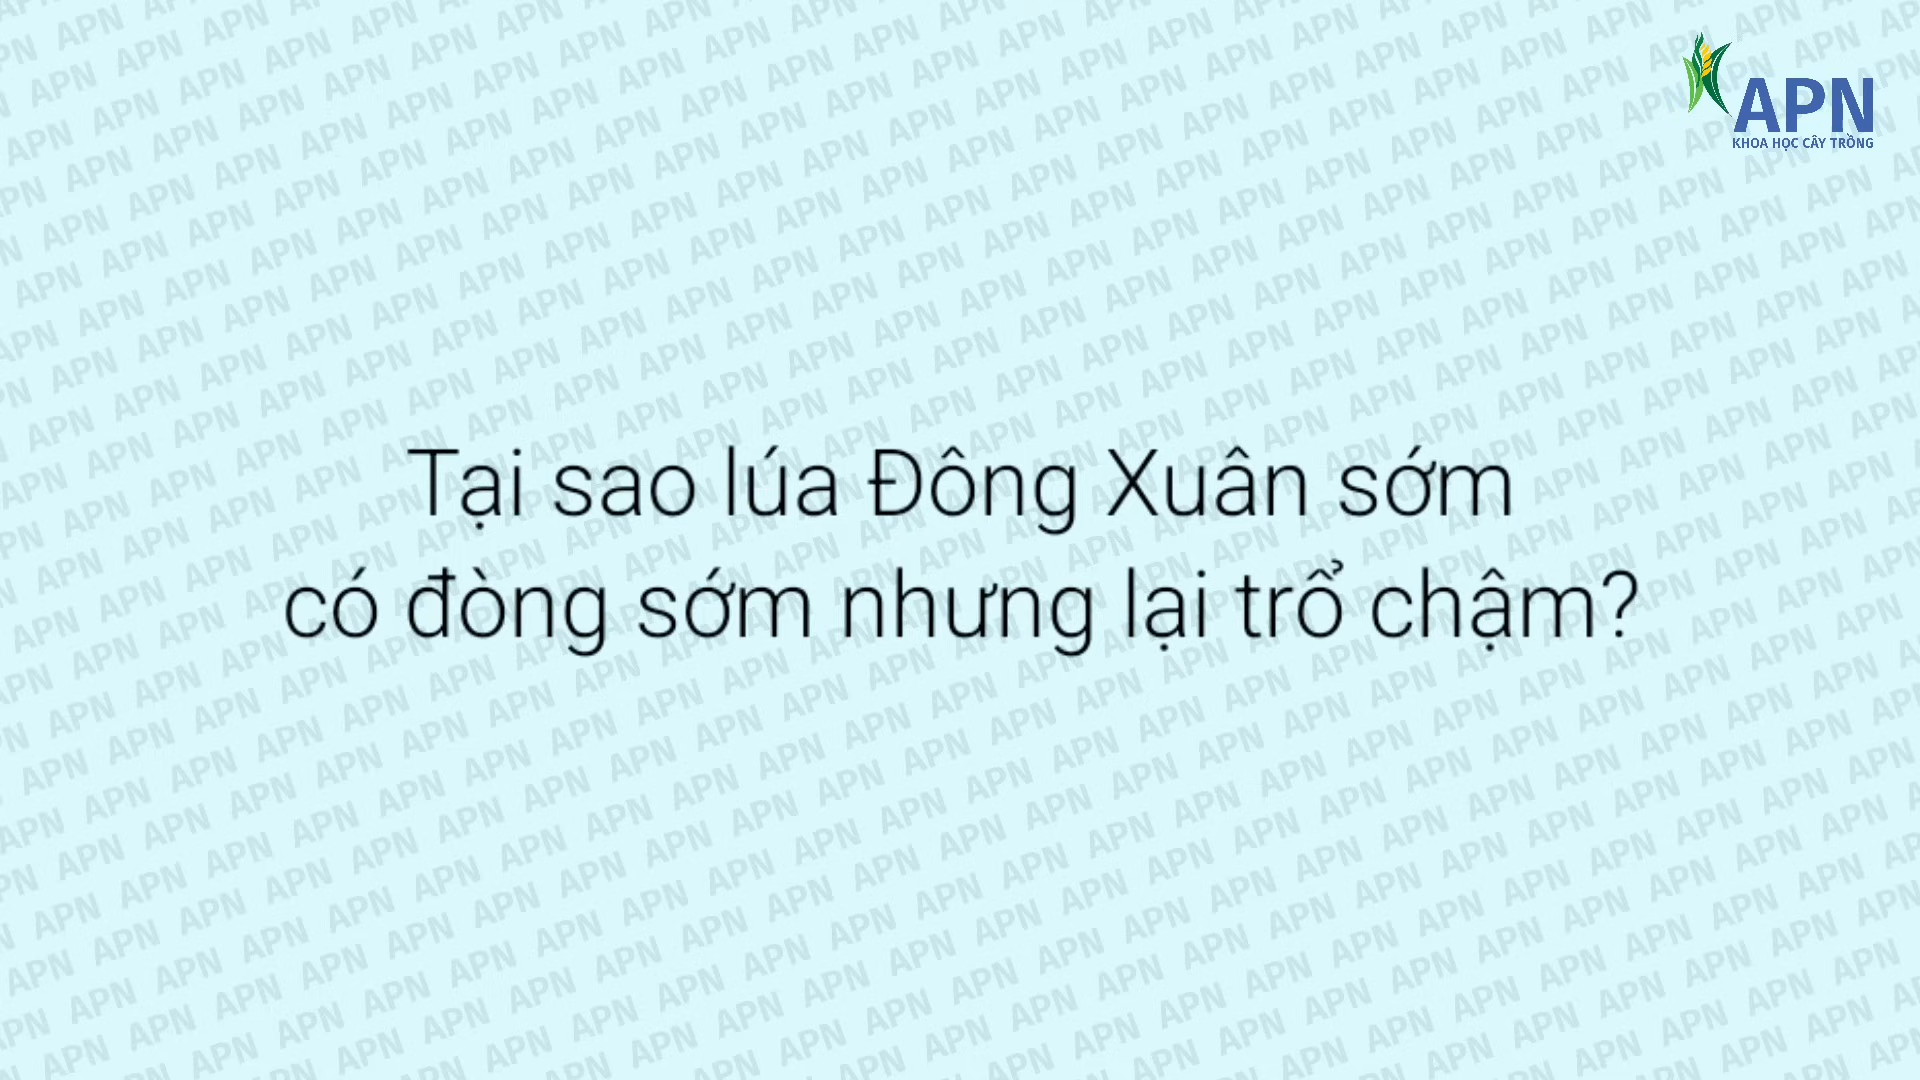 APN
KHOA HỌC CÂY TRỒNG
Tại sao lúa Đông Xuân sớm
có đòng sớm nhưng lại trổ chậm?